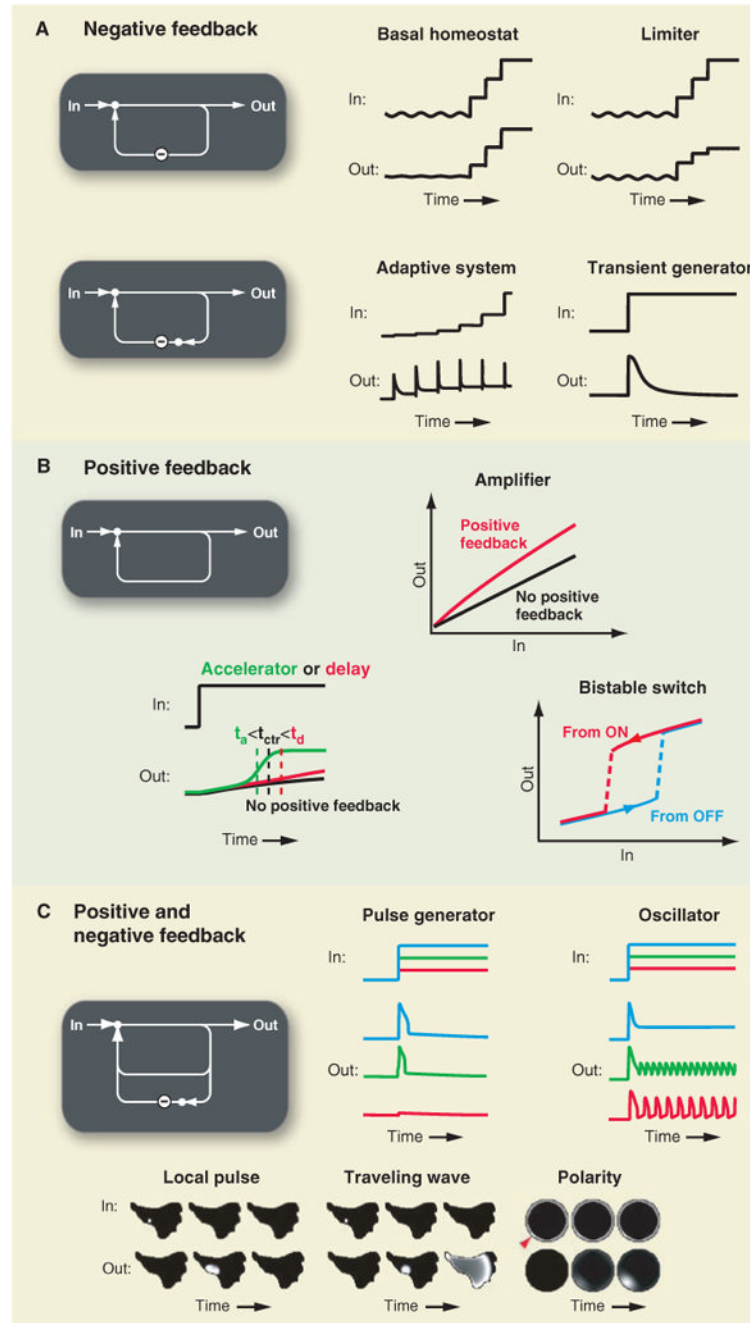 A Negative feedback
In Out
−
Basal homeostat
In:
Out:
Time
Limiter
In:
Out:
Time
In Out
−
Adaptive system
In:
Out:
Time
Transient generator
In:
Out:
Time
B Positive feedback
In Out
Amplifier
Out
Positive
feedback
No positive
feedback
In
Accelerator or delay
In:
ta<tctr<td
Out:
No positive feedback
Time
Bistable switch
Out
From ON
From OFF
In
C Positive and
negative feedback
In Out
−
Pulse generator
In:
Out:
Time
Oscillator
In:
Out:
Time
Local pulse
Traveling wave
Polarity
In:
Out:
Time
Time
Time